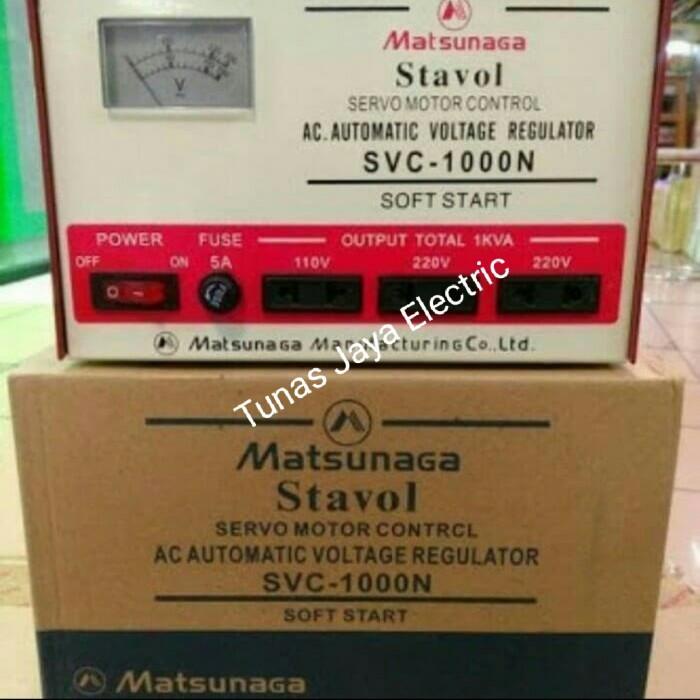 V
Matsunaga
Stavol
SERVO MOTOR CONTROL
AC. AUTOMATIC VOLTAGE REGULATOR
SVC-1000N
SOFT START
POWER FUSE OUTPUT TOTAL 1KVA
OFF ON 5A 110V 220V 220V
FUSE
Matsunaga Manufacturing Co., Ltd.
Tunas Jaya Electric
Matsunaga
Stavol
SERVO MOTOR CONTRCL
AC AUTOMATIC VOLTAGE REGULATOR
SVC-1000N
SOFT START
Matsunaga